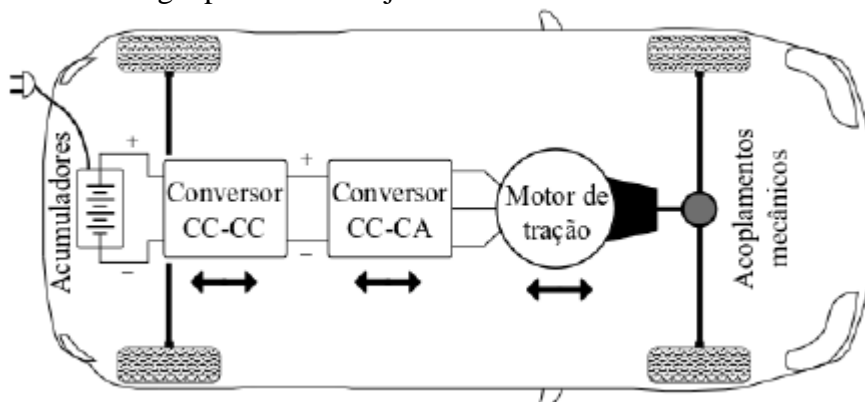 Acumuladores
+
−
Conversor
CC-CC
+
−
Conversor
CC-CA
Motor de
tração
Acoplamentos
mecânicos